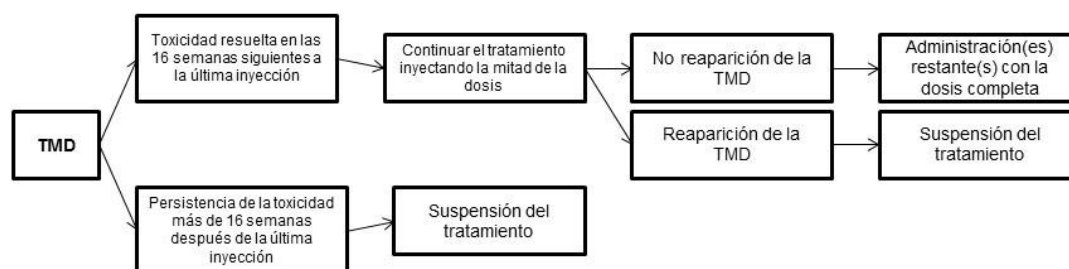 TMD
Toxicidad resuelta en las
16 semanas siguientes a
la última inyección
Continuar el tratamiento
inyectando la mitad de la
dosis
No reaparición de la
TMD
Administración(es)
restante(s) con la
dosis completa
Reaparición de la
TMD
Suspensión del
tratamiento
Persistencia de la toxicidad
más de 16 semanas
después de la última
inyección
Suspensión del
tratamiento